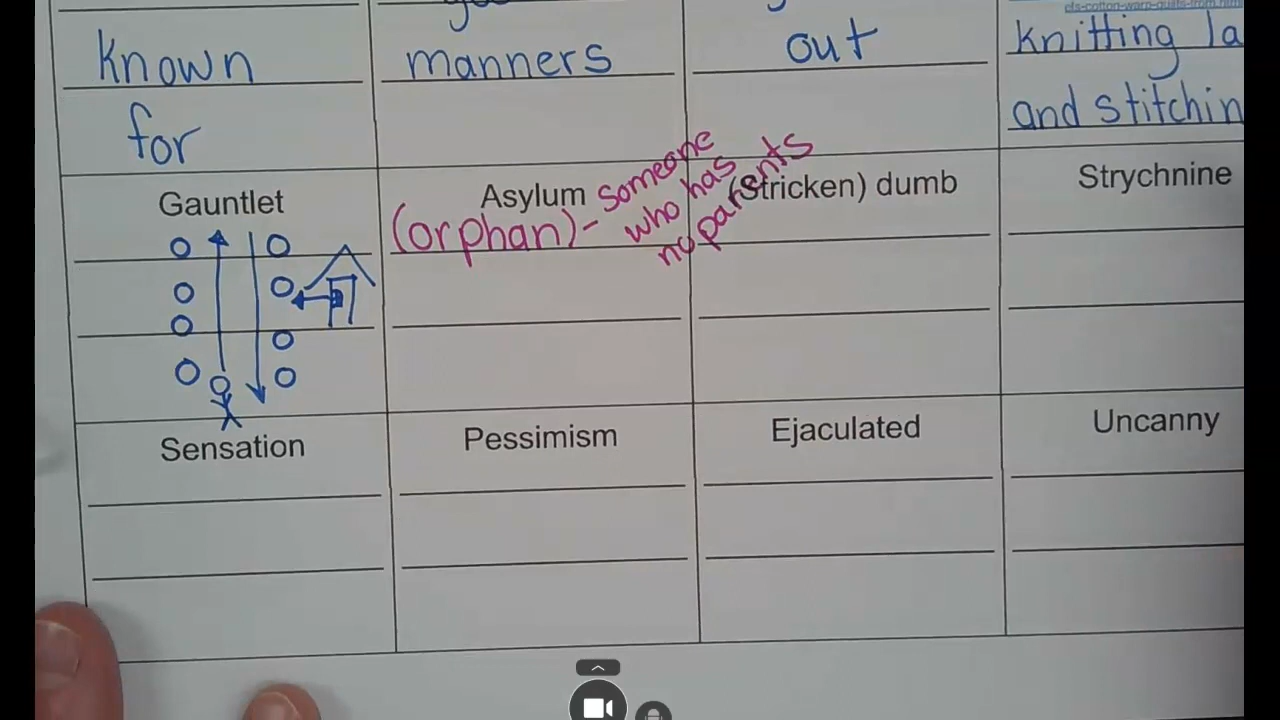 known
for
manners
out
knitting la
and stitchin
Gauntlet
Asylum
(orphan) - someone
who has
no parents
(Stricken) dumb
Strychnine
Sensation
Pessimism
Ejaculated
Uncanny